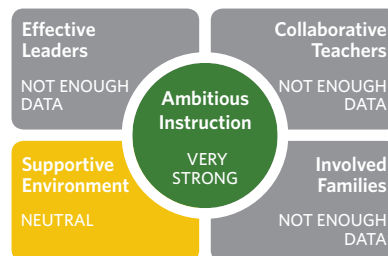 Effective
Leaders
NOT ENOUGH
DATA
Collaborative
Teachers
NOT ENOUGH
DATA
Ambitious
Instruction
VERY
STRONG
Supportive
Environment
NEUTRAL
Involved
Families
NOT ENOUGH
DATA